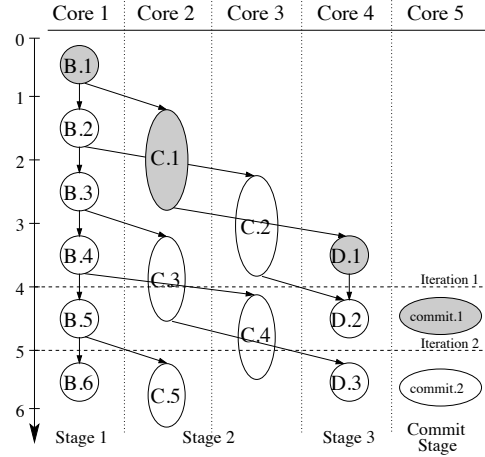 Core 1 Core 2 Core 3 Core 4 Core 5
0
B.1
1
B.2
C.1
2
B.3
C.2
3
B.4
D.1
C.3
Iteration 1
4
B.5
D.2
commit.1
C.4
Iteration 2
5
B.6
C.5
D.3
commit.2
6
Stage 1 Stage 2 Stage 3 Commit
Stage